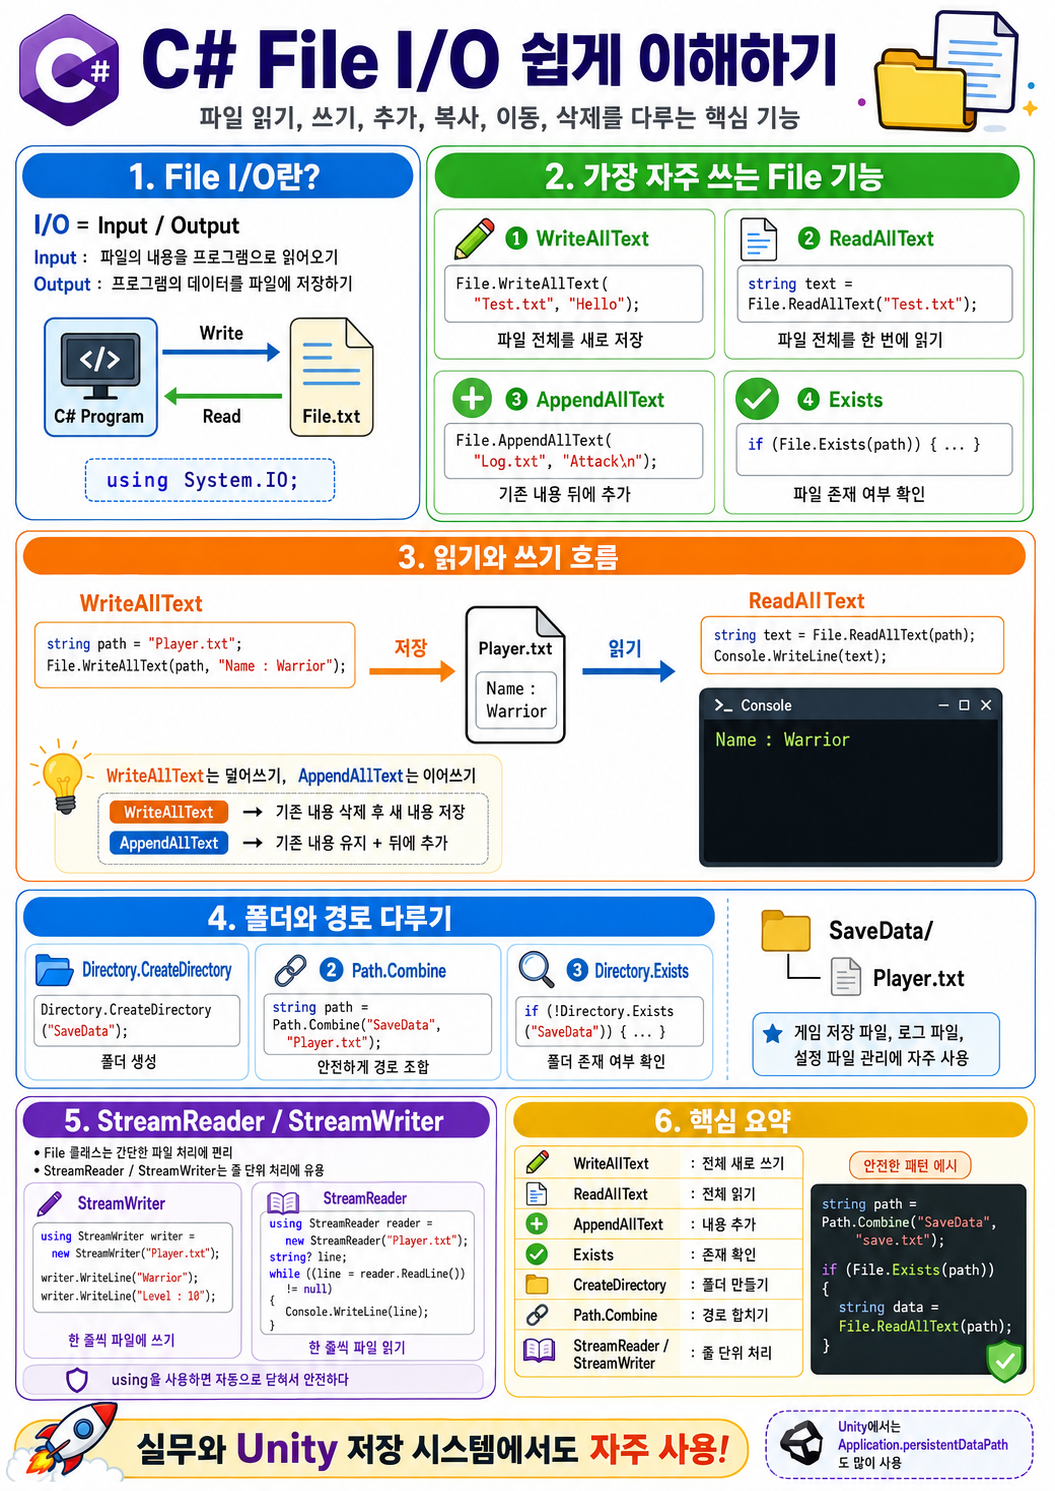 C#
C# File I/O 쉽게 이해하기
파일 읽기, 쓰기, 추가, 복사, 이동, 삭제를 다루는 핵심 기능
1. File I/O란?
I/O = Input / Output
Input : 파일의 내용을 프로그램으로 읽어오기
Output : 프로그램의 데이터를 파일에 저장하기
</>
C# Program
Write
Read
File.txt
using System.IO;
2. 가장 자주 쓰는 File 기능
1 WriteAllText
File.WriteAllText(
"Test.txt", "Hello");
파일 전체를 새로 저장
2 ReadAllText
string text =
File.ReadAllText("Test.txt");
파일 전체를 한 번에 읽기
3 AppendAllText
File.AppendAllText(
"Log.txt", "Attack\n");
기존 내용 뒤에 추가
4 Exists
if (File.Exists(path)) { ... }
파일 존재 여부 확인
3. 읽기와 쓰기 흐름
WriteAllText
string path = "Player.txt";
File.WriteAllText(path, "Name : Warrior");
저장
Player.txt
Name :
Warrior
읽기
ReadAllText
string text = File.ReadAllText(path);
Console.WriteLine(text);
>_ Console
Name : Warrior
WriteAllText는 덜어쓰기, AppendAllText는 이어쓰기
WriteAllText → 기존 내용 삭제 후 새 내용 저장
AppendAllText → 기존 내용 유지 + 뒤에 추가
4. 폴더와 경로 다루기
Directory.CreateDirectory
Directory.CreateDirectory
("SaveData");
폴더 생성
2 Path.Combine
string path =
Path.Combine("SaveData",
"Player.txt");
안전하게 경로 조합
3 Directory.Exists
if (!Directory.Exists
("SaveData")) { ... }
폴더 존재 여부 확인
SaveData/
Player.txt
게임 저장 파일, 로그 파일,
설정 파일 관리에 자주 사용
5. StreamReader / StreamWriter
• File 클래스는 간단한 파일 처리에 편리
• StreamReader / StreamWriter는 줄 단위 처리에 유용
StreamWriter
using StreamWriter writer =
new StreamWriter("Player.txt");
writer.WriteLine("Warrior");
writer.WriteLine("Level : 10");
한 줄씩 파일에 쓰기
StreamReader
using StreamReader reader =
new StreamReader("Player.txt");
string? line;
while ((line = reader.ReadLine())
!= null)
{
Console.WriteLine(line);
}
한 줄씩 파일 읽기
using을 사용하면 자동으로 닫혀서 안전하다
6. 핵심 요약
WriteAllText : 전체 새로 쓰기
ReadAllText : 전체 읽기
AppendAllText : 내용 추가
Exists : 존재 확인
CreateDirectory : 폴더 만들기
Path.Combine : 경로 합치기
StreamReader /
StreamWriter : 줄 단위 처리
안전한 패턴 예시
string path =
Path.Combine("SaveData",
"save.txt");
if (File.Exists(path))
{
string data =
File.ReadAllText(path);
}
실무와 Unity 저장 시스템에서도 자주 사용!
Unity에서는
Application.persistentDataPath
도 많이 사용